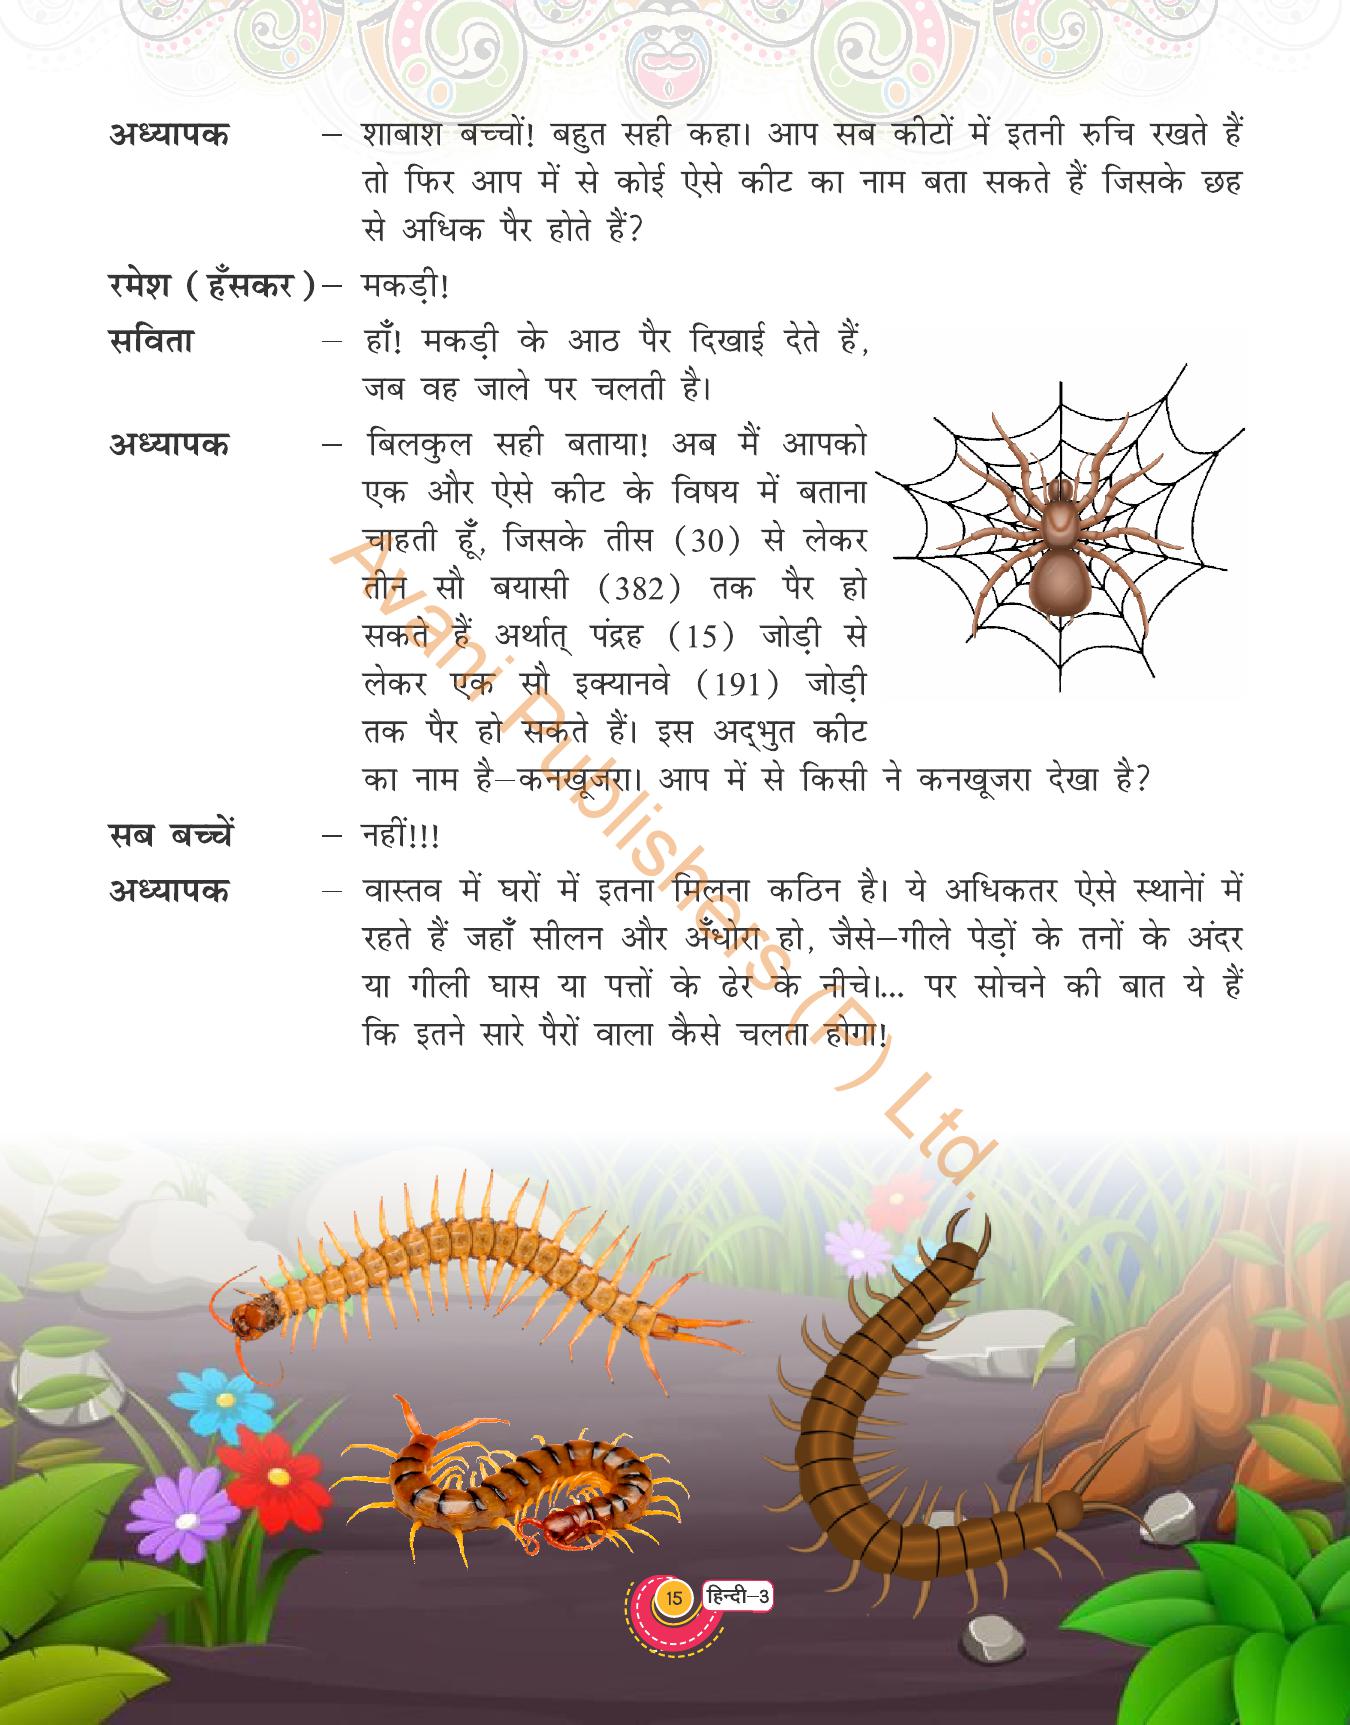 अध्यापक – शाबाश बच्चों! बहुत सही कहा। आप सब कीटों में इतनी रुचि रखते हैं
तो फिर आप में से कोई ऐसे कीट का नाम बता सकते हैं जिसके छह
से अधिक पैर होते हैं?
रमेश (हँसकर) – मकड़ी!
सविता – हाँ! मकड़ी के आठ पैर दिखाई देते हैं,
जब वह जाले पर चलती है।
अध्यापक – बिलकुल सही बताया! अब मैं आपको
एक और ऐसे कीट के विषय में बताना
चाहती हूँ, जिसके तीस (30) से लेकर
तीन सौ बयासी (382) तक पैर हो
सकते हैं अर्थात् पंद्रह (15) जोड़ी से
लेकर एक सौ इक्यानवे (191) जोड़ी
तक पैर हो सकते हैं। इस अद्‌भुत कीट
का नाम है–कनखूजरा। आप में से किसी ने कनखूजरा देखा है?
सब बच्चें – नहीं!!!
अध्यापक – वास्तव में घरों में इतना मिलना कठिन है। ये अधिकतर ऐसे स्थानेां में
रहते हैं जहाँ सीलन और अँधोरा हो, जैसे–गीले पेड़ों के तनों के अंदर
या गीली घास या पत्तों के ढेर के नीचे।... पर सोचने की बात ये हैं
कि इतने सारे पैरों वाला कैसे चलता होगा!
Avani Publishers (P) Ltd.
15 हिन्दी–3